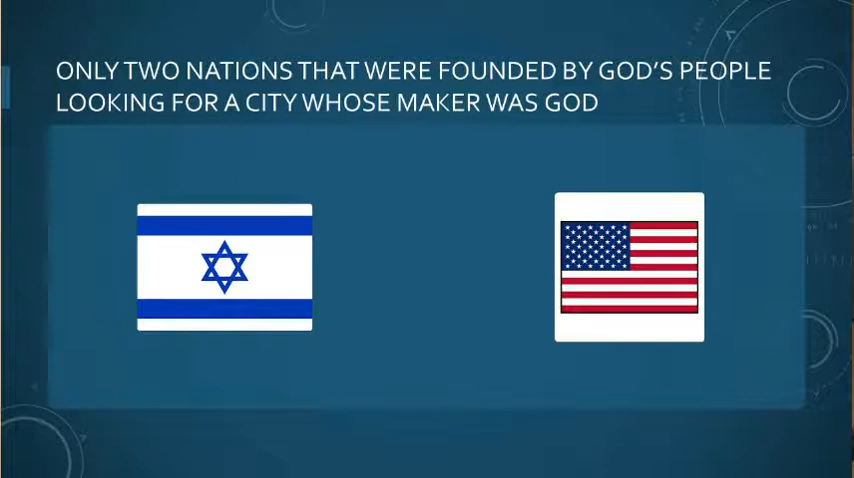 ONLY TWO NATIONS THAT WERE FOUNDED BY GOD'S PEOPLE
LOOKING FOR A CITY WHOSE MAKER WAS GOD